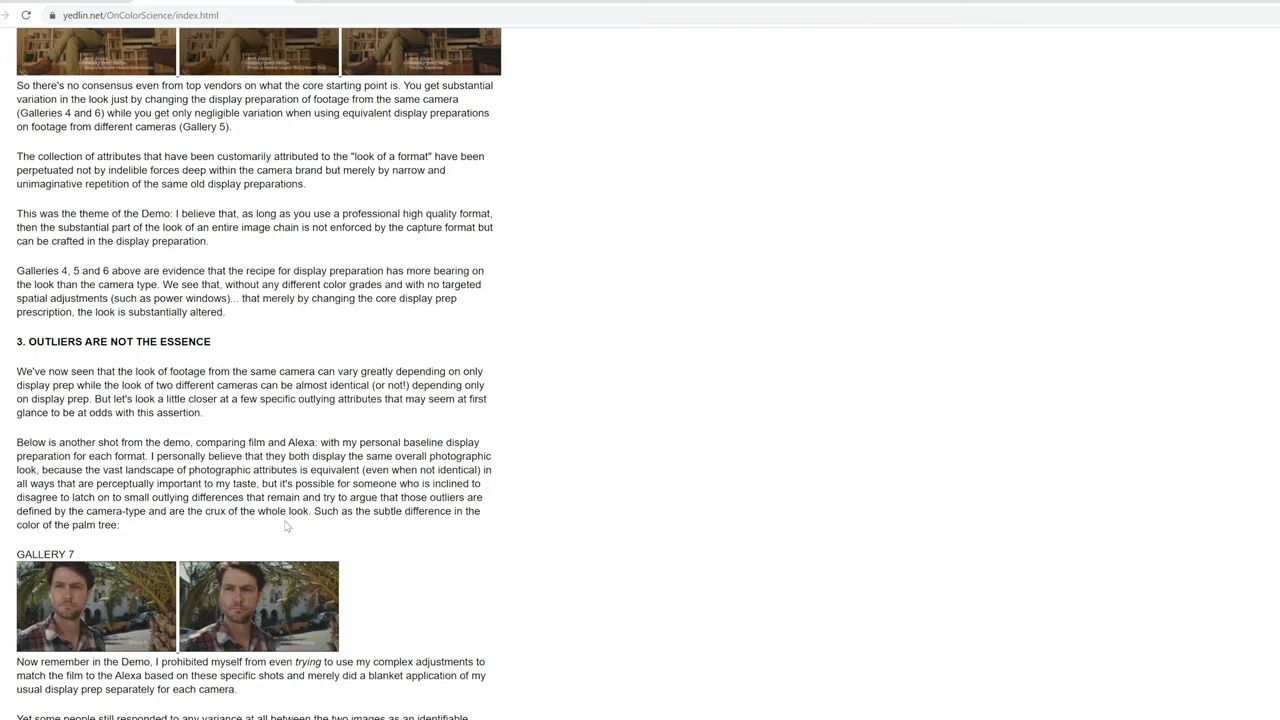 yedlin.net/OnColorScience/index.html
So there's no consensus even from top vendors on what the core starting point is. You get substantial
variation in the look just by changing the display preparation of footage from the same camera
(Galleries 4 and 6) while you get only negligible variation when using equivalent display preparations
on footage from different cameras (Gallery 5).
The collection of attributes that have been customarily attributed to the "look of a format" have been
perpetuated not by indelible forces deep within the camera brand but merely by narrow and
unimaginative repetition of the same old display preparations.
This was the theme of the Demo: I believe that, as long as you use a professional high quality format,
then the substantial part of the look of an entire image chain is not enforced by the capture format but
can be crafted in the display preparation.
Galleries 4, 5 and 6 above are evidence that the recipe for display preparation has more bearing on
the look than the camera type. We see that, without any different color grades and with no targeted
spatial adjustments (such as power windows)... that merely by changing the core display prep
prescription, the look is substantially altered.
3. OUTLIERS ARE NOT THE ESSENCE
We've now seen that the look of footage from the same camera can vary greatly depending on only
display prep while the look of two different cameras can be almost identical (or not!) depending only
on display prep. But let's look a little closer at a few specific outlying attributes that may seem at first
glance to be at odds with this assertion.
Below is another shot from the demo, comparing film and Alexa: with my personal baseline display
preparation for each format. I personally believe that they both display the same overall photographic
look, because the vast landscape of photographic attributes is equivalent (even when not identical) in
all ways that are perceptually important to my taste, but it's possible for someone who is inclined to
disagree to latch on to small outlying differences that remain and try to argue that those outliers are
defined by the camera-type and are the crux of the whole look. Such as the subtle difference in the
color of the palm tree:
GALLERY 7
Now remember in the Demo, I prohibited myself from even trying to use my complex adjustments to
match the film to the Alexa based on these specific shots and merely did a blanket application of my
usual display prep separately for each camera.
Yet some people still responded to any variance at all between the two images as an identifiable